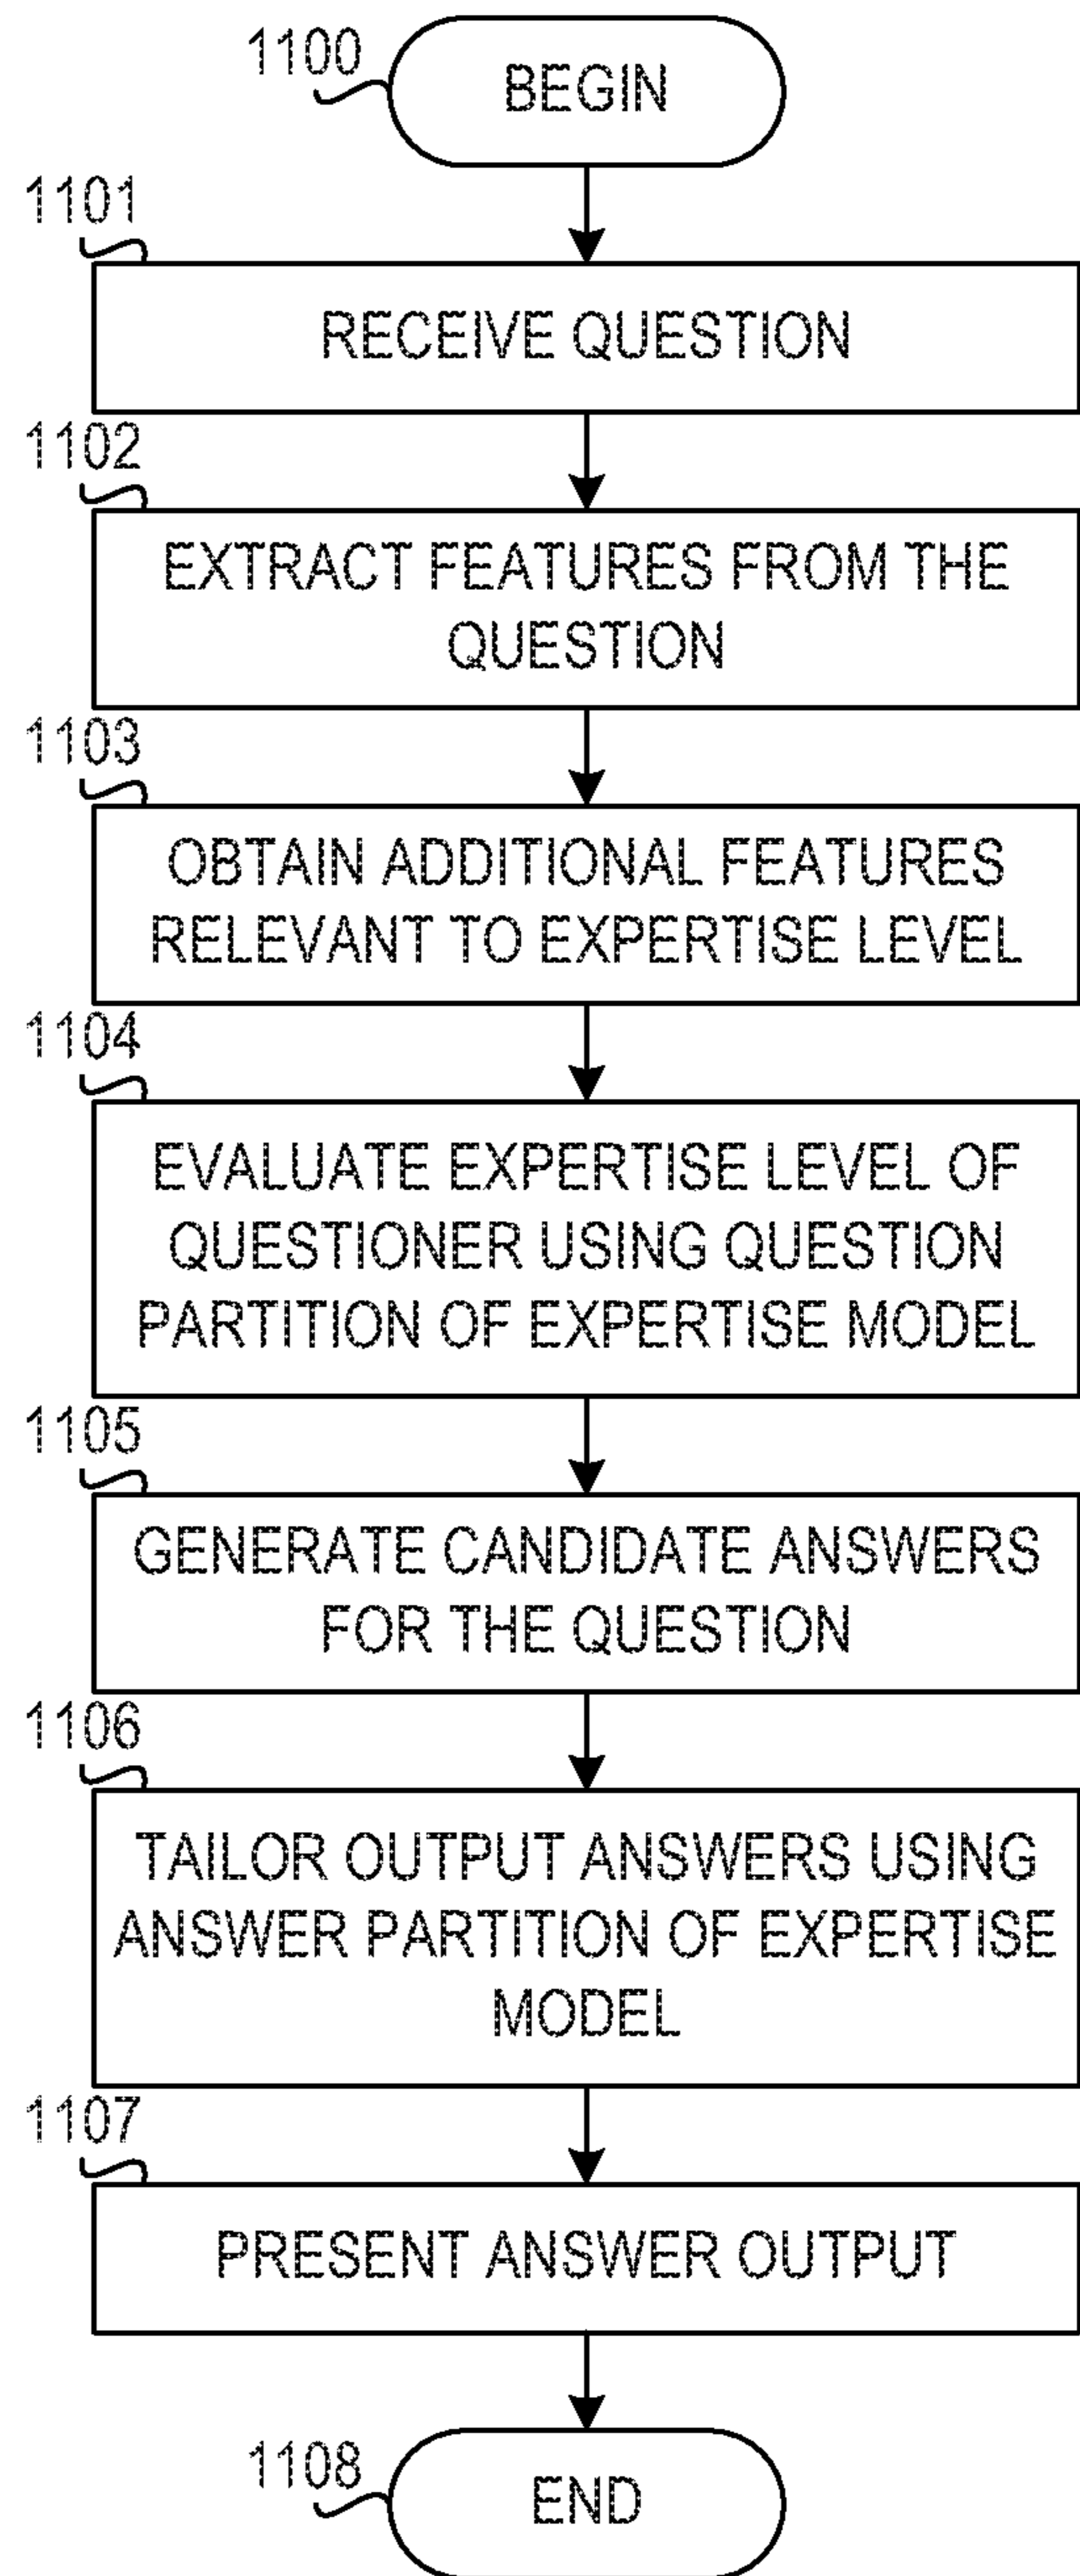 1100
BEGIN
1101
RECEIVE QUESTION
1102
EXTRACT FEATURES FROM THE
QUESTION
1103
OBTAIN ADDITIONAL FEATURES
RELEVANT TO EXPERTISE LEVEL
1104
EVALUATE EXPERTISE LEVEL OF
QUESTIONER USING QUESTION
PARTITION OF EXPERTISE MODEL
1105
GENERATE CANDIDATE ANSWERS
FOR THE QUESTION
1106
TAILOR OUTPUT ANSWERS USING
ANSWER PARTITION OF EXPERTISE
MODEL
1107
PRESENT ANSWER OUTPUT
1108
END